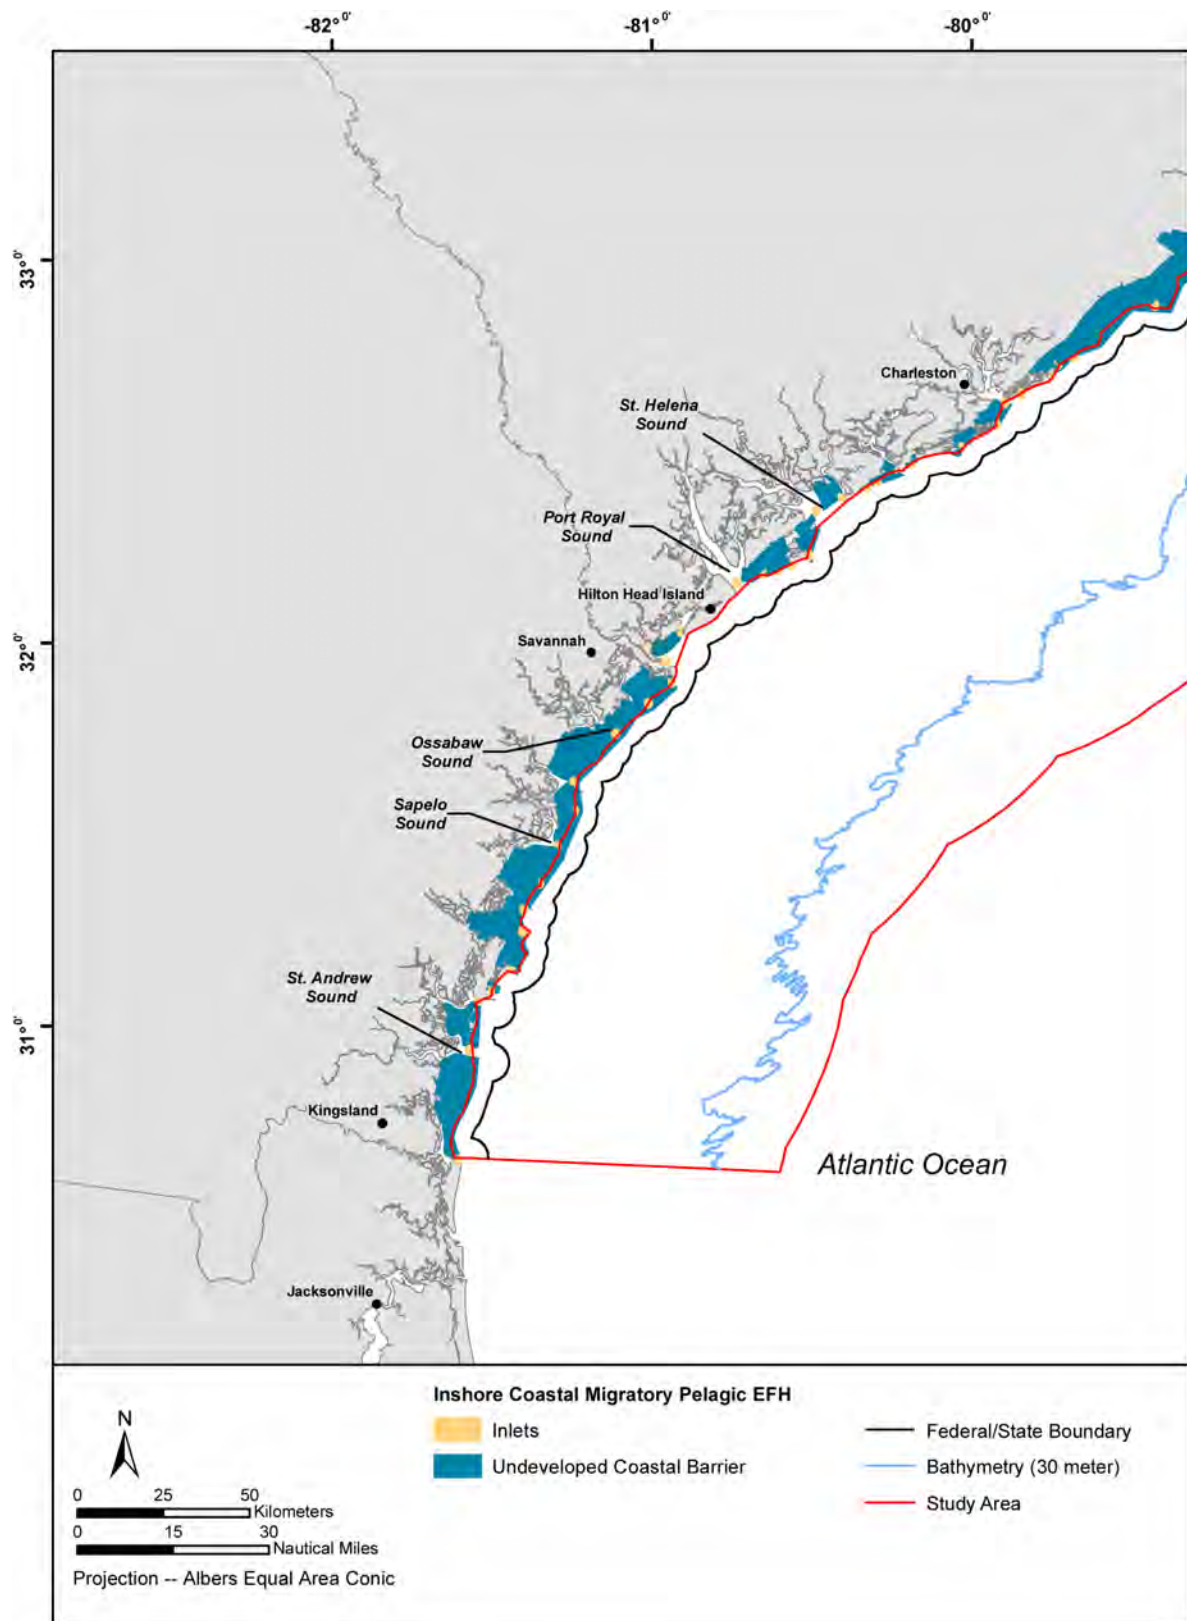 -82°0'
-81°0'
-80°0'
33°0'
32°0'
31°0'
Charleston
St. Helena
Sound
Port Royal
Sound
Hilton Head Island
Savannah
Ossabaw
Sound
Sapelo
Sound
St. Andrew
Sound
Kingsland
Atlantic Ocean
Jacksonville
Inshore Coastal Migratory Pelagic EFH
Inlets
Undeveloped Coastal Barrier
Federal/State Boundary
Bathymetry (30 meter)
Study Area
N
0 25 50
Kilometers
0 15 30
Nautical Miles
Projection -- Albers Equal Area Conic